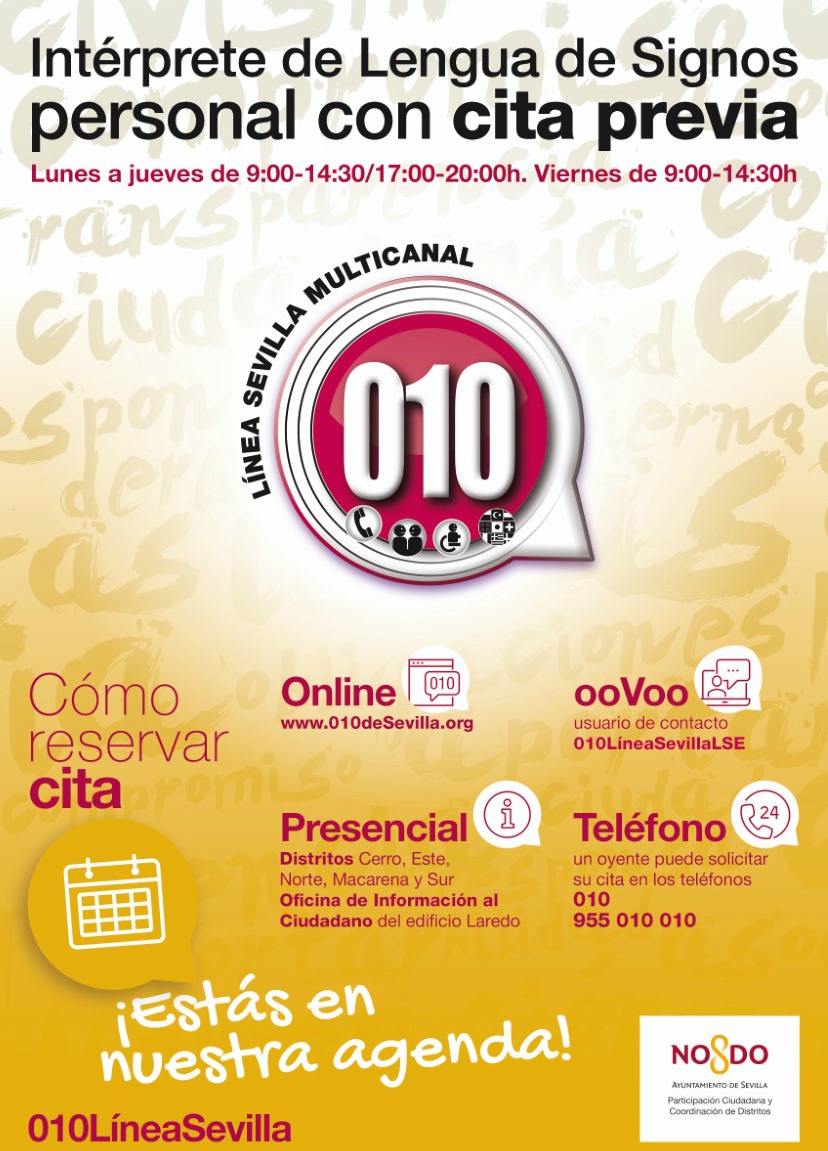 Intérprete de Lengua de Signos
personal con cita previa
Lunes a jueves de 9:00-14:30/17:00-20:00h. Viernes de 9:00-14:30h
LÍNEA SEVILLA MULTICANAL
010
Cómo
reservar
cita
Online
010
www.010deSevilla.org
ooVoo
usuario de contacto
010LíneaSevillaLSE
Presencial
Distritos Cerro, Este,
Norte, Macarena y Sur
Oficina de Información al
Ciudadano del edificio Laredo
Teléfono
24
un oyente puede solicitar
su cita en los teléfonos
010
955 010 010
¡Estás en
nuestra agenda!
010LíneaSevilla
NO8DO
AYUNTAMIENTO DE SEVILLA
Participación Ciudadana y
Coordinación de Distritos